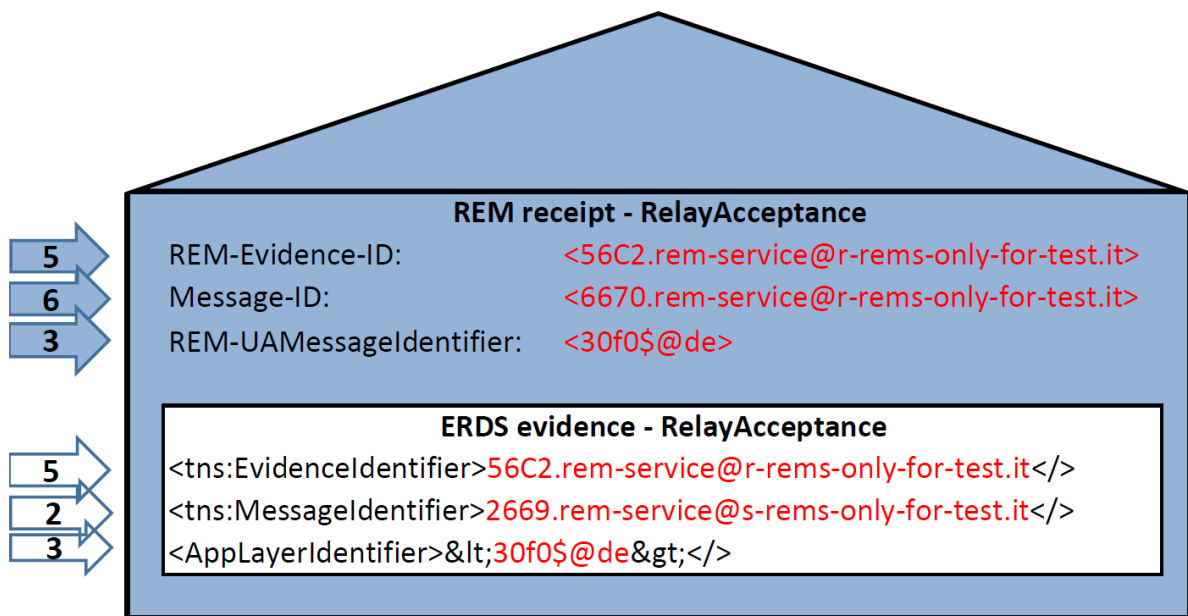 REM receipt - RelayAcceptance
5 REM-Evidence-ID: <56C2.rem-service@r-rems-only-for-test.it>
6 Message-ID: <6670.rem-service@r-rems-only-for-test.it>
3 REM-UAMessageIdentifier: <30f0$@de>
ERDS evidence - RelayAcceptance
5 <tns:EvidenceIdentifier>56C2.rem-service@r-rems-only-for-test.it</>
2 <tns:MessageIdentifier>2669.rem-service@s-rems-only-for-test.it</>
3 <AppLayerIdentifier>&lt;30f0$@de&gt;</>